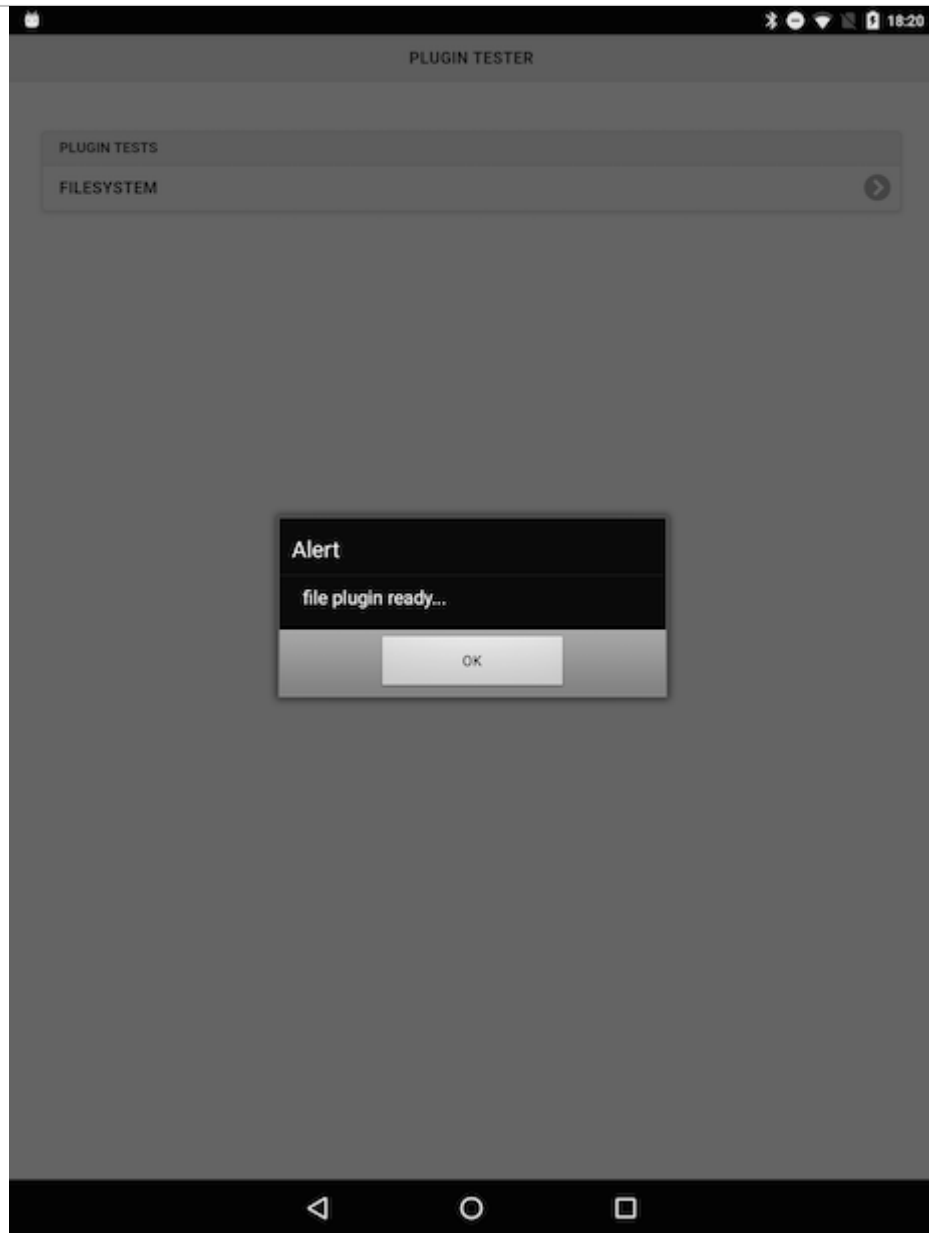 18:20
PLUGIN TESTER
PLUGIN TESTS
FILESYSTEM
Alert
file plugin ready...
OK